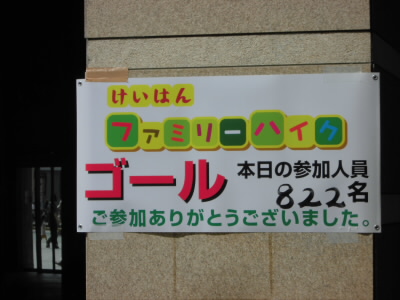 けいはん
ファミリーハイク
ゴール
本日の参加人員
822名
ご参加ありがとうございました。